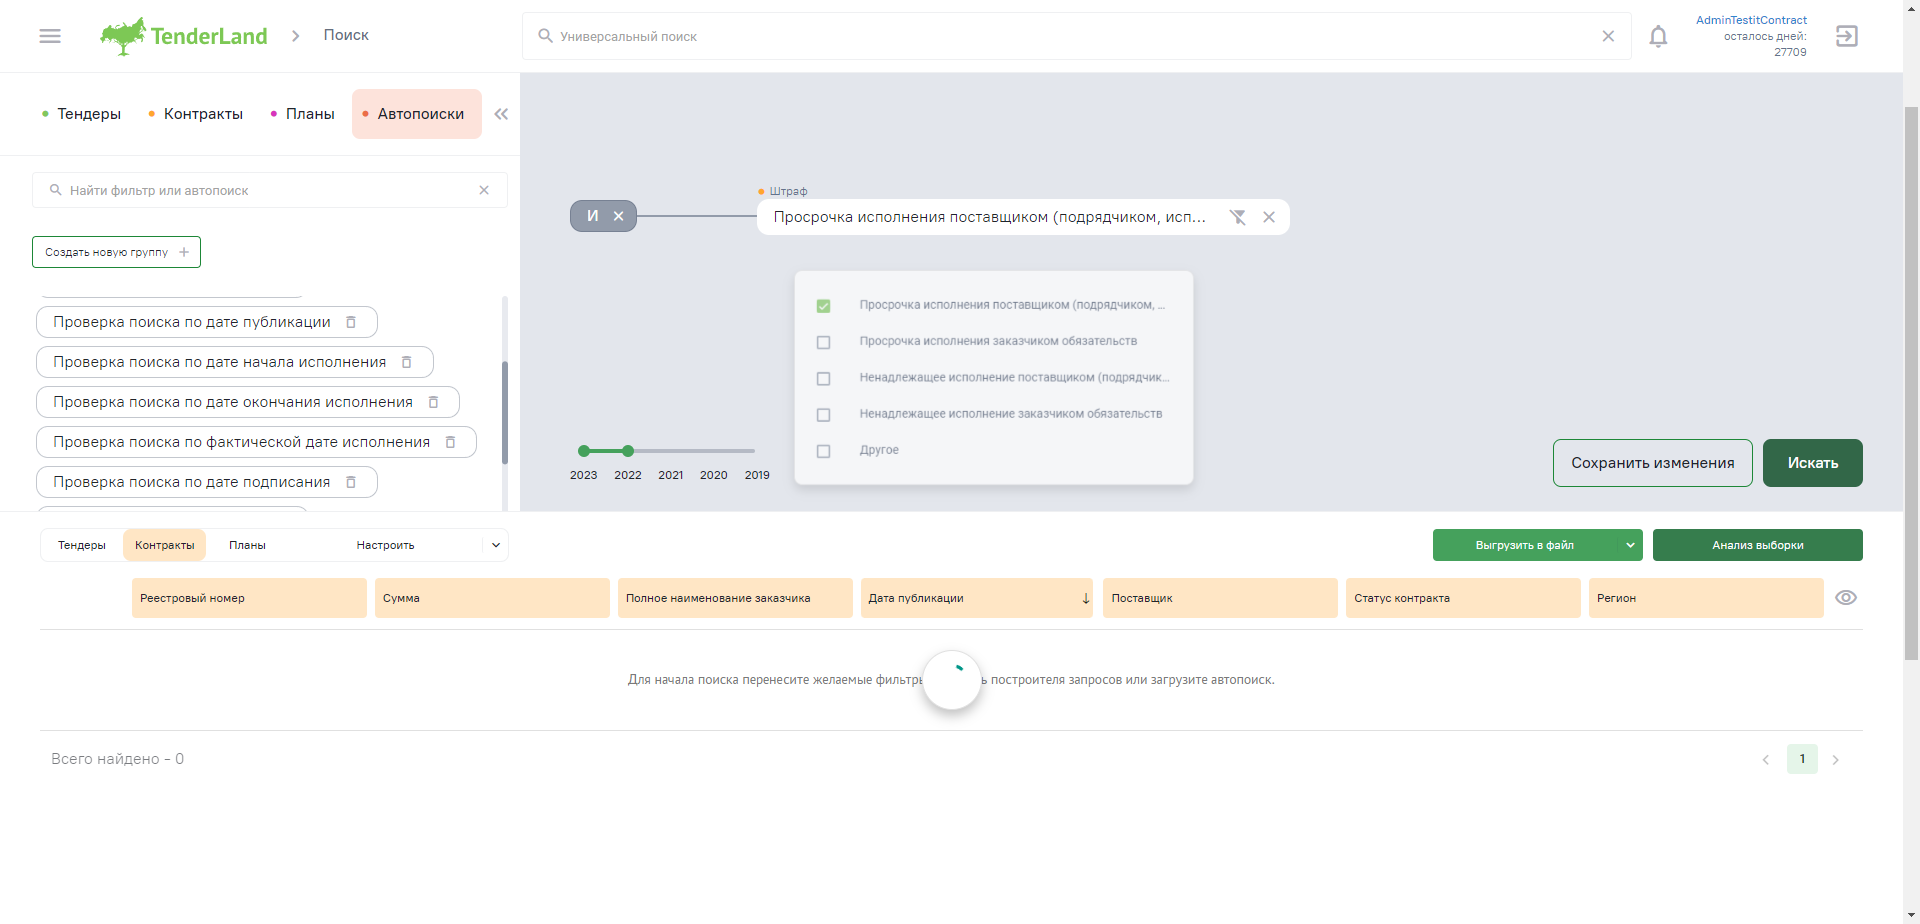 TenderLand
Поиск
Универсальный поиск
AdminTestitContract
осталось дней:
27709
Тендеры
Контракты
Планы
Автопоиски
Найти фильтр или автопоиск
Создать новую группу
Проверка поиска по дате публикации
Проверка поиска по дате начала исполнения
Проверка поиска по дате окончания исполнения
Проверка поиска по фактической дате исполнения
Проверка поиска по дате подписания
Штраф
И
Просрочка исполнения поставщиком (подрядчиком, исп...
Просрочка исполнения поставщиком (подрядчиком, ...
Просрочка исполнения заказчиком обязательств
Ненадлежащее исполнение поставщиком (подрядчик...
Ненадлежащее исполнение заказчиком обязательств
Другое
2023 2022 2021 2020 2019
Сохранить изменения
Искать
Тендеры Контракты Планы Настроить
Выгрузить в файл
Анализ выборки
Реестровый номер
Сумма
Полное наименование заказчика
Дата публикации
Поставщик
Статус контракта
Регион
Для начала поиска перенесите желаемые построителя запросов или загрузите автопоиск.
Всего найдено - 0
1